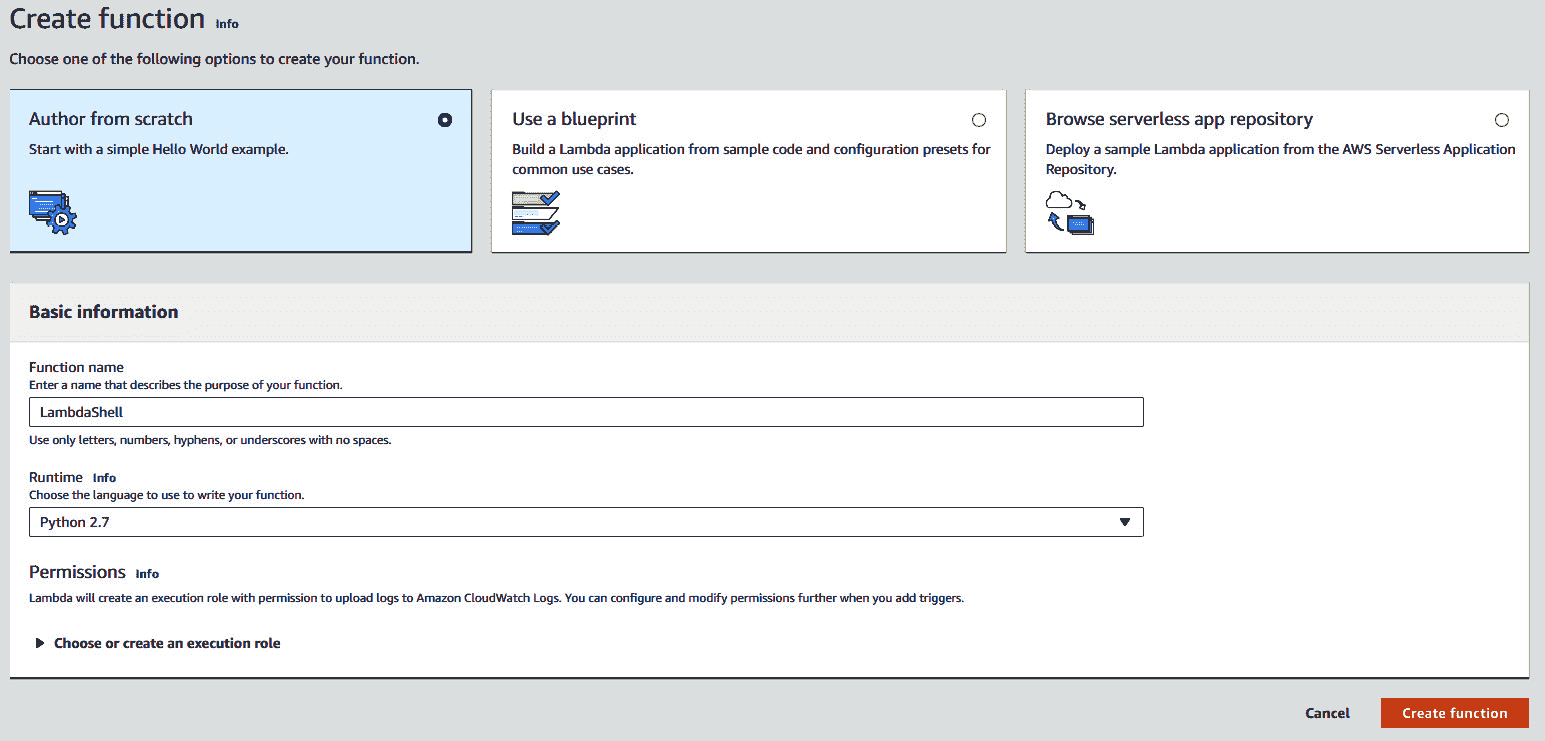 Create function Info
Choose one of the following options to create your function.
Author from scratch
Start with a simple Hello World example.
Use a blueprint
Build a Lambda application from sample code and configuration presets for
common use cases.
Browse serverless app repository
Deploy a sample Lambda application from the AWS Serverless Application
Repository.
Basic information
Function name
Enter a name that describes the purpose of your function.
LambdaShell
Use only letters, numbers, hyphens, or underscores with no spaces.
Runtime Info
Choose the language to use to write your function.
Python 2.7
Permissions Info
Lambda will create an execution role with permission to upload logs to Amazon CloudWatch Logs. You can configure and modify permissions further when you add triggers.
Choose or create an execution role
Cancel
Create function